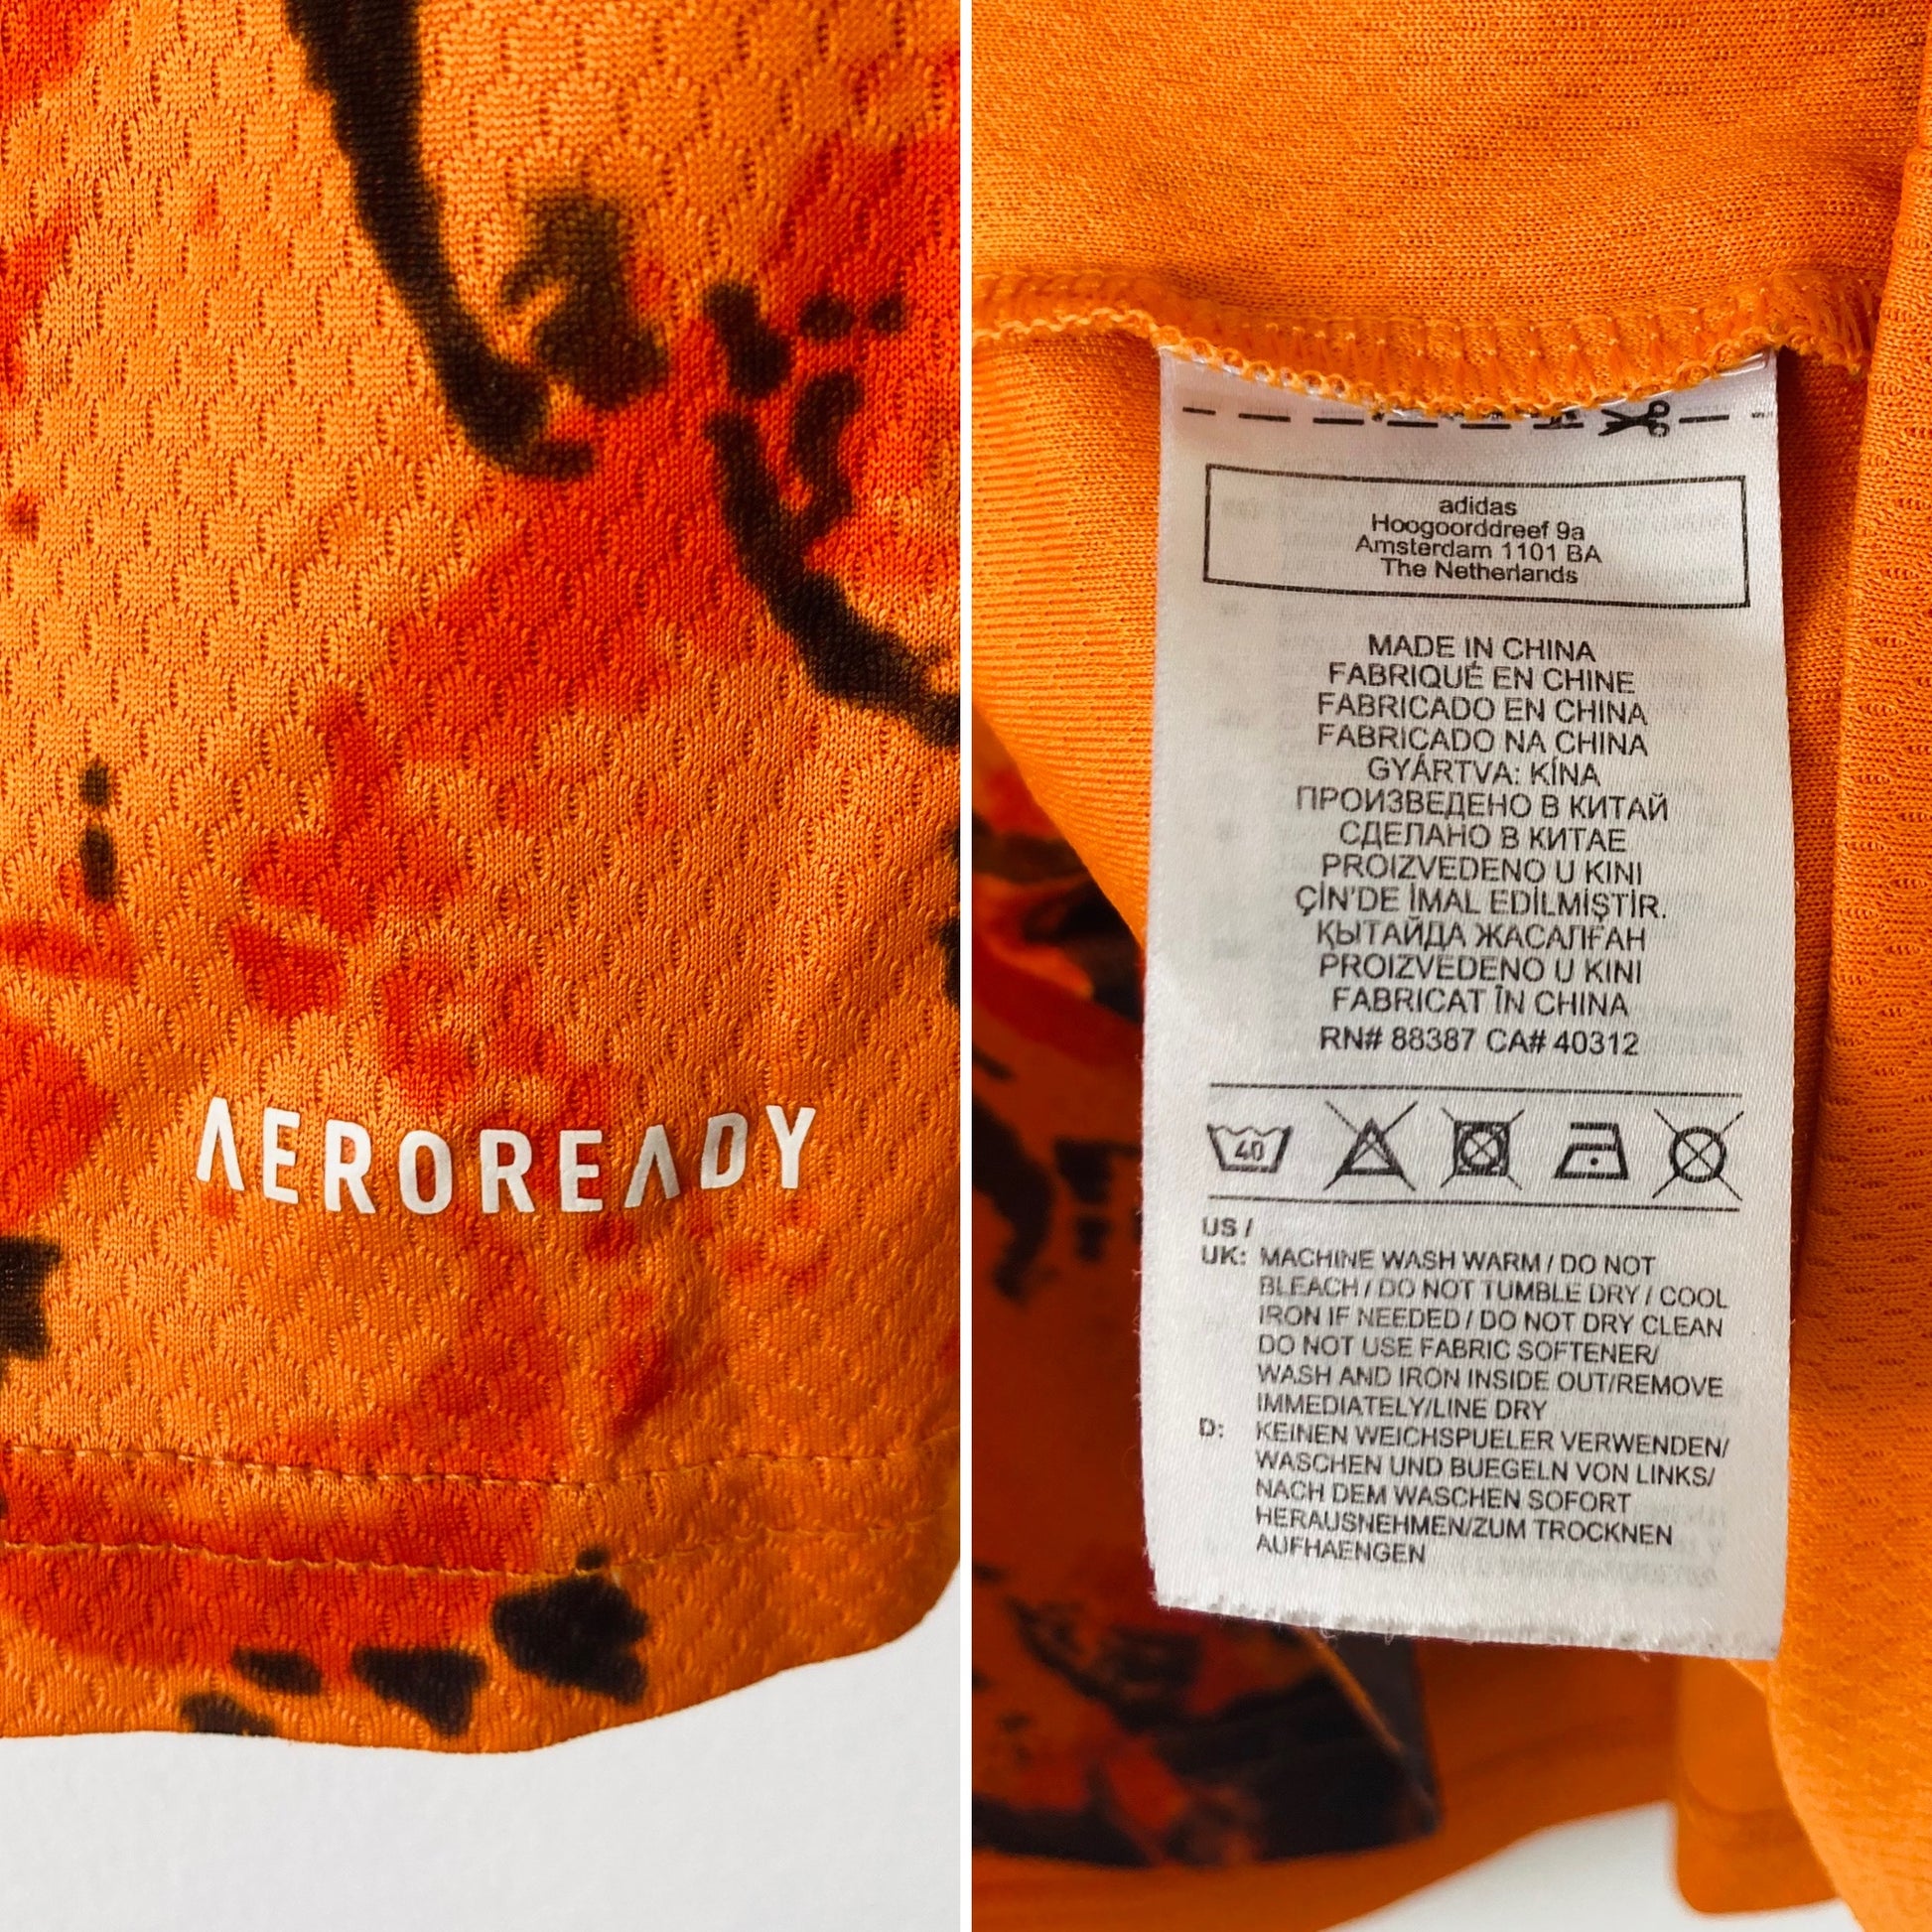 AEROREADY
adidas
Hoogoorddreef 9a
Amsterdam 1101 BA
The Netherlands
MADE IN CHINA
FABRIQUÉ EN CHINE
FABRICADO EN CHINA
FABRICADO NA CHINA
GYÁRTVA: KÍNA
ПРОИЗВЕДЕНО В КИТАЙ
СДЕЛАНО В КИТАЕ
PROIZVEDENO U KINI
ÇİN'DE İMAL EDİLMİŞTİR.
ҚЫТАЙДА ЖАСАЛҒАН
PROIZVEDENO U KINI
FABRICAT ÎN CHINA
RN# 88387 CA# 40312
40
US /
UK: MACHINE WASH WARM / DO NOT
BLEACH / DO NOT TUMBLE DRY / COOL
IRON IF NEEDED / DO NOT DRY CLEAN
DO NOT USE FABRIC SOFTENER/
WASH AND IRON INSIDE OUT/REMOVE
IMMEDIATELY/LINE DRY
D: KEINEN WEICHSPUELER VERWENDEN/
WASCHEN UND BUEGELN VON LINKS/
NACH DEM WASCHEN SOFORT
HERAUSNEHMEN/ZUM TROCKNEN
AUFHAENGEN